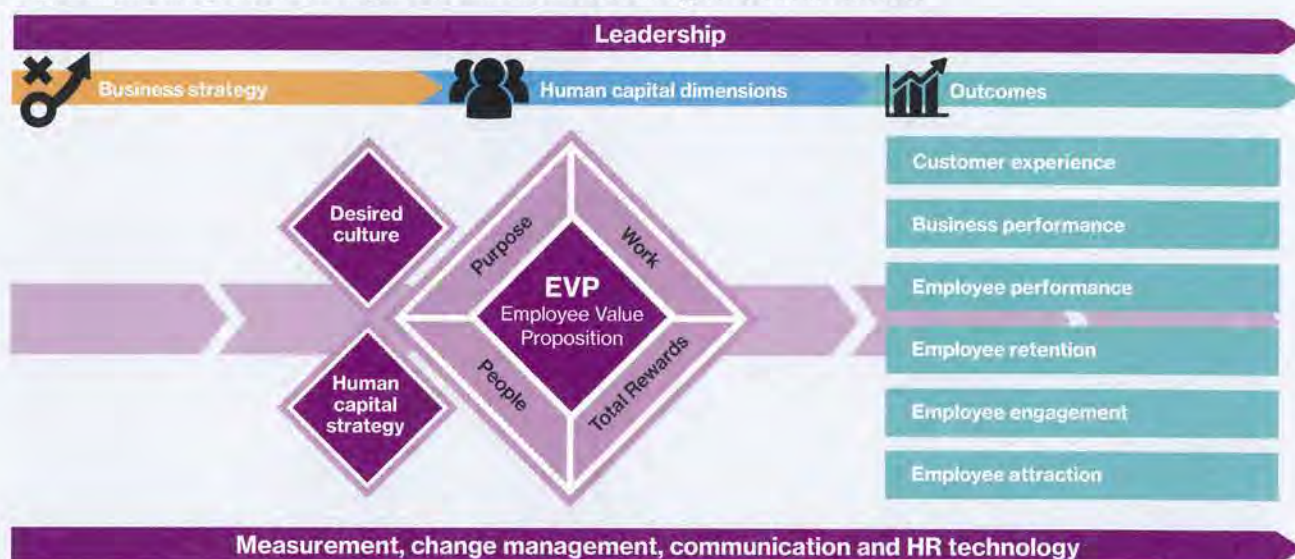 Leadership
Business strategy
Human capital dimensions
Outcomes
Desired
culture
Human
capital
strategy
Purpose
Work
People
Total Rewards
EVP
Employee Value
Proposition
Customer experience
Business performance
Employee performance
Employee retention
Employee engagement
Employee attraction
Measurement, change management, communication and HR technology